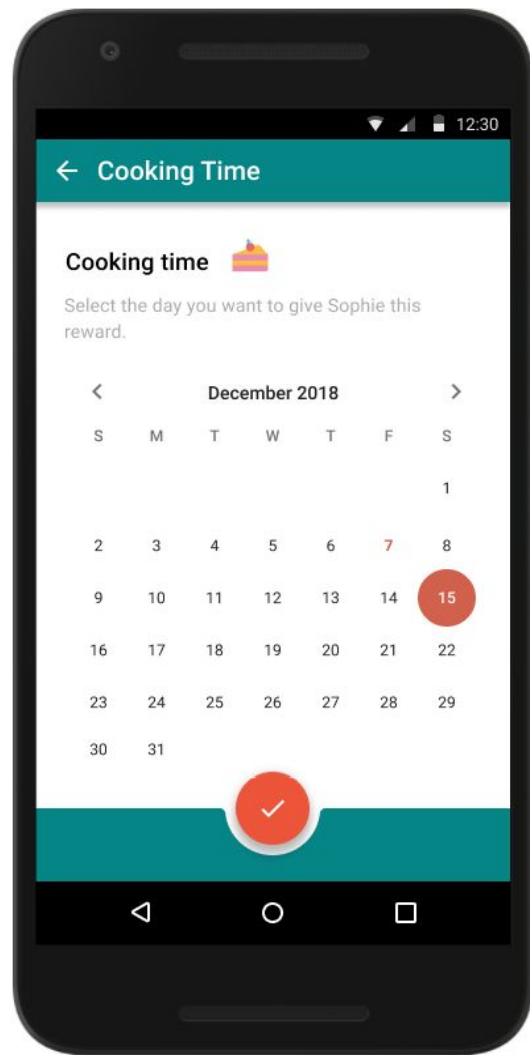 12:30
Cooking Time
Cooking time
Select the day you want to give Sophie this
reward.
December 2018
S M T W T F S
1
2 3 4 5 6 7 8
9 10 11 12 13 14 15
16 17 18 19 20 21 22
23 24 25 26 27 28 29
30 31